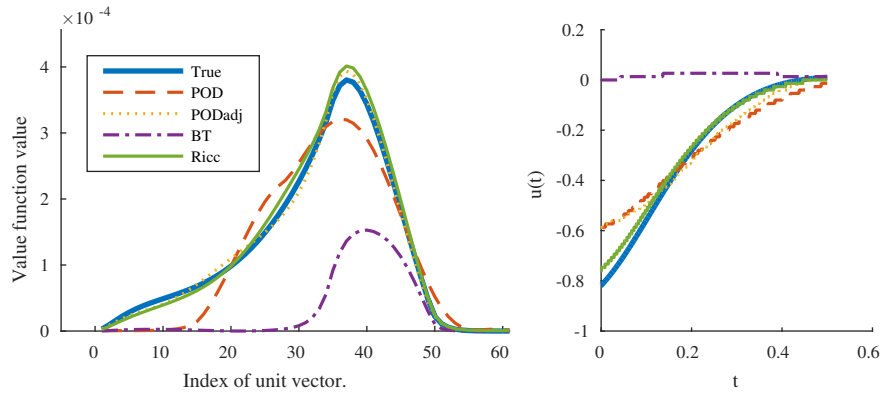 ×10 -4
4
3
2
1
0
0
10
20
30
40
50
60
Value function value
Index of unit vector.
True
POD
PODadj
BT
Ricc
0.2
0
-0.2
-0.4
-0.6
-0.8
-1
0
0.2
0.4
0.6
u(t)
t